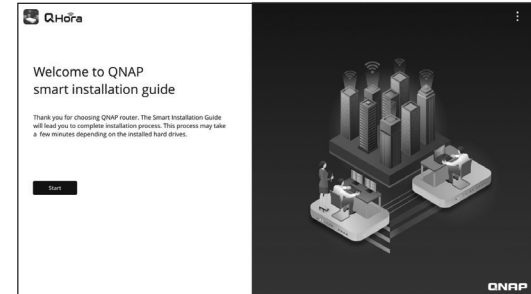 QHora
Welcome to QNAP
smart installation guide
Thank you for choosing QNAP router. The Smart Installation Guide
will lead you to complete installation process. This process may take
a few minutes depending on the installed hard drives.
Start
QNAP